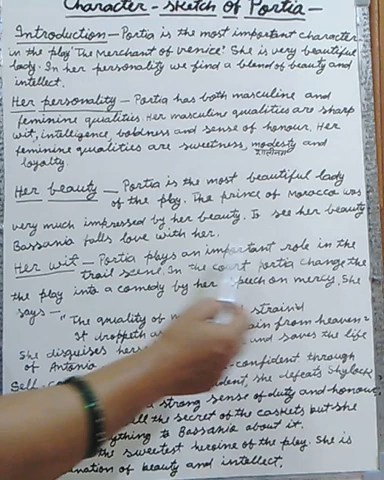 Character - Sketch of Portia -
Introduction - Portia is the most important character
in the play 'The Merchant of Venice'. She is very beautiful
lady. In her personality we find a blend of beauty and
intellect.
Her personality - Portia has both masculine and
feminine qualities. Her masculine qualities are sharp
wit, intelligence, boldness and sense of honour. Her
feminine qualities are sweetness, modesty and
loyalty
Her beauty - Portia is the most beautiful lady
of the play. The prince of Morocco was
very much impressed by her beauty. To see her beauty
Bassania falls love with her.
Her wit - Portia plays an important role in the
trail scene. In the court Portia change the
the play into a comedy by her speech on mercy. She
says -
"The quality of strain'd
It droppeth as rain from heaven"
She disguises and saves the life
of Antonio
Self confident through
she defeats Shylock
a strong sense of duty and honour.
all the secret of the caskets but she
anything to Bassania about it.
the sweetest heroine of the play. She is
of beauty and intellect.